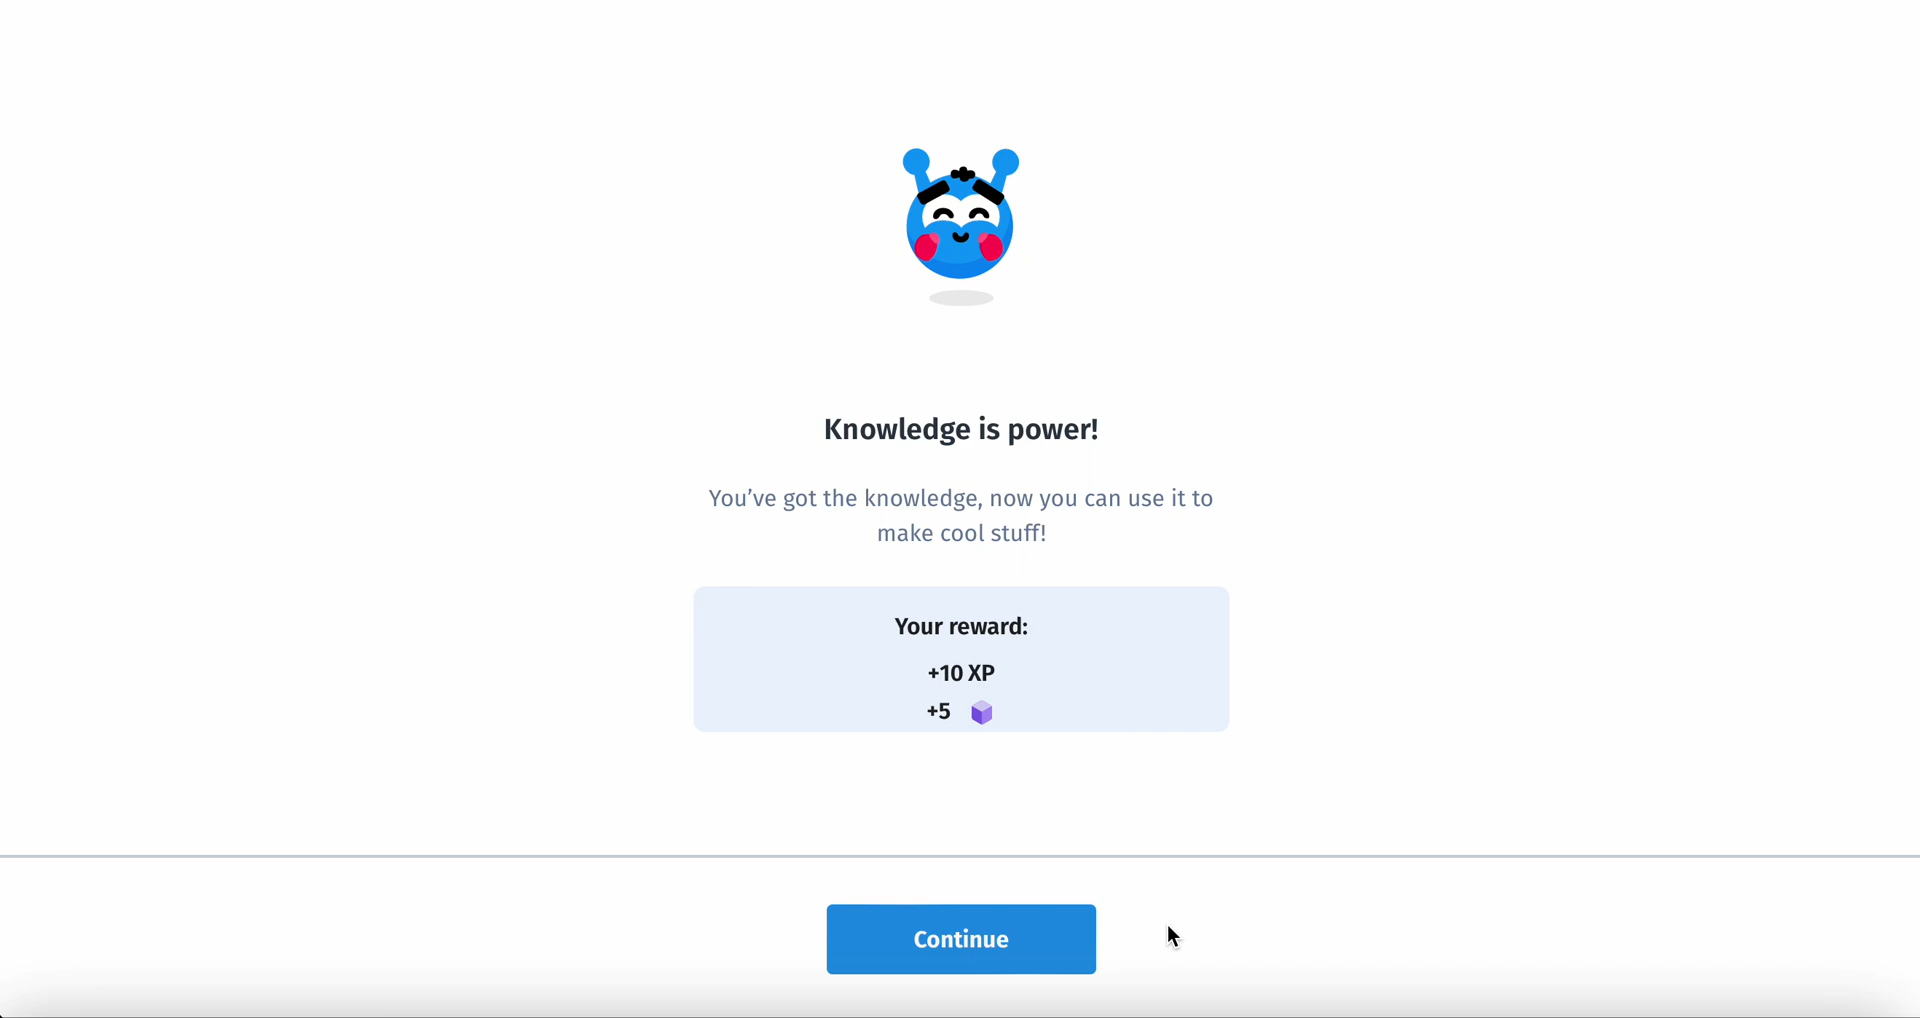 Knowledge is power!
You’ve got the knowledge, now you can use it to
make cool stuff!
Your reward:
+10 XP
+5
Continue